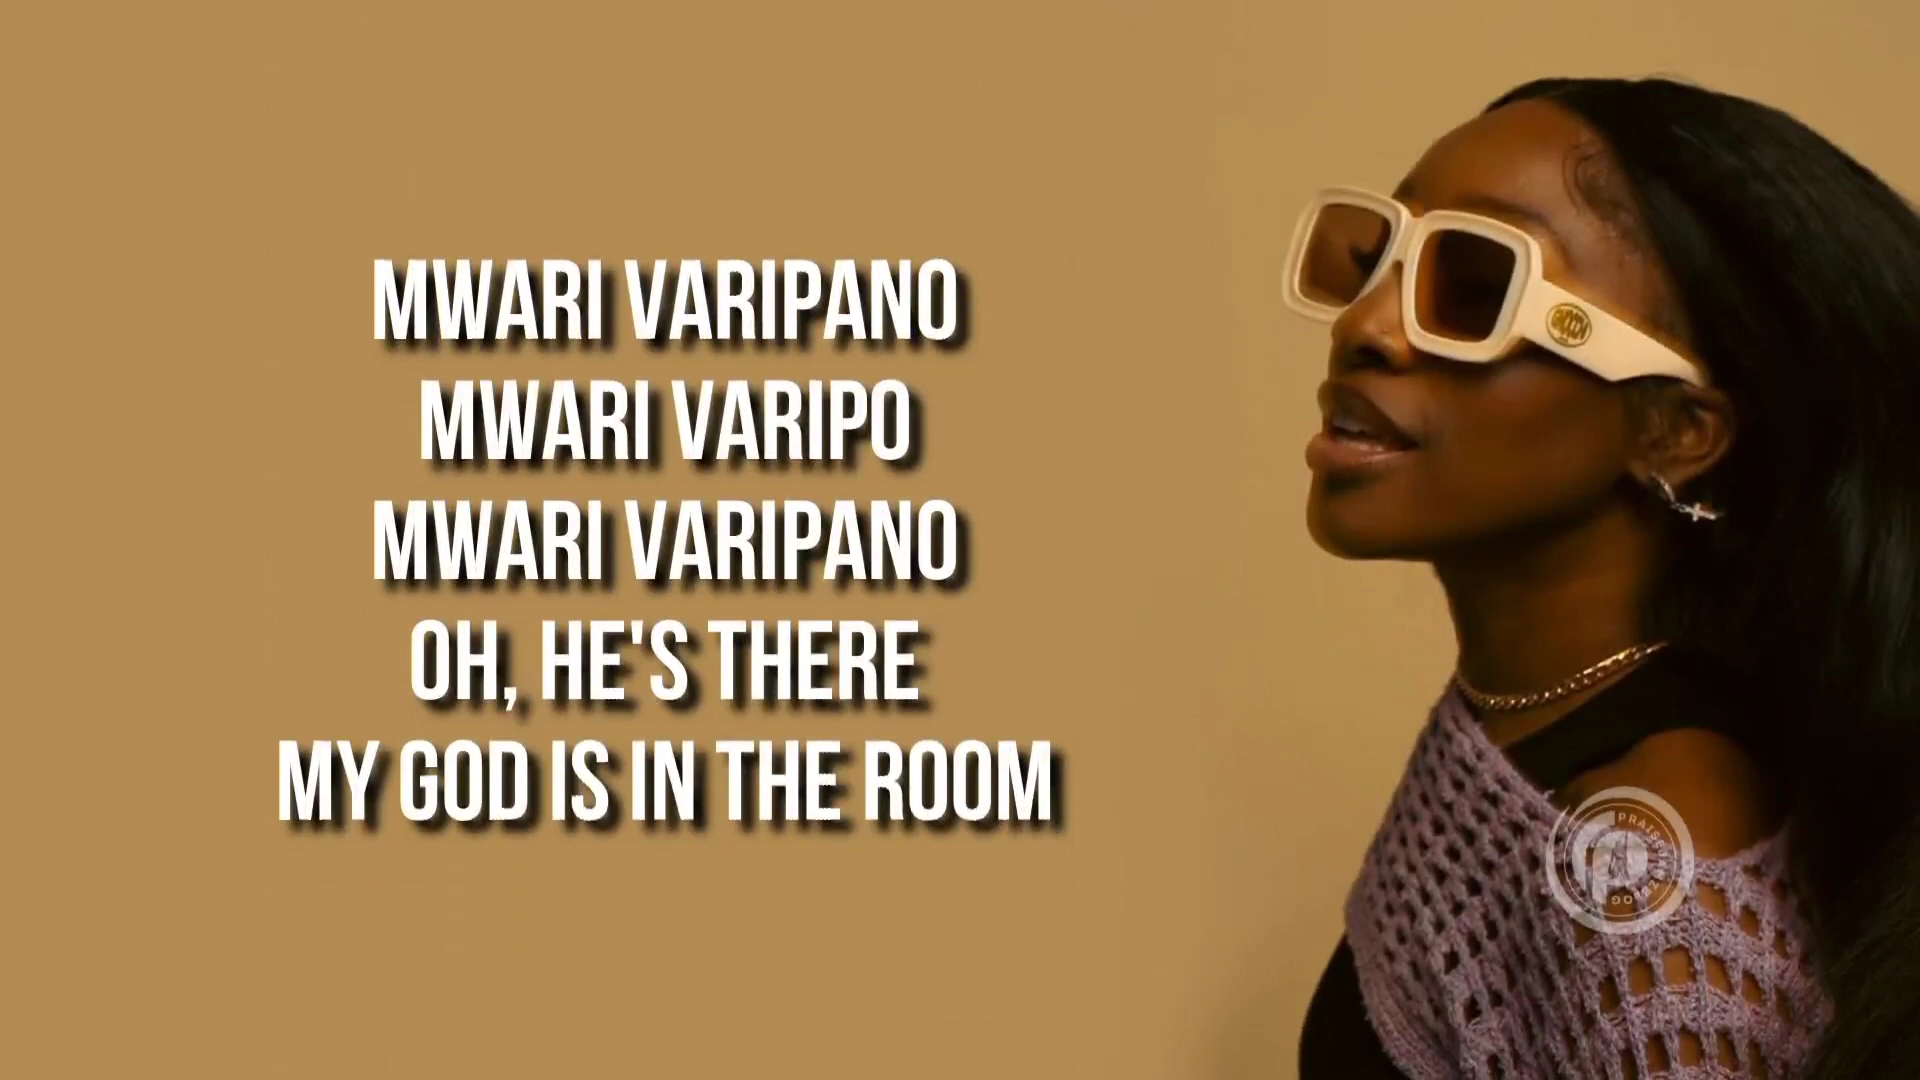 MWARI VARIPANO
MWARI VARIPO
MWARI VARIPANO
OH, HE'S THERE
MY GOD IS IN THE ROOM